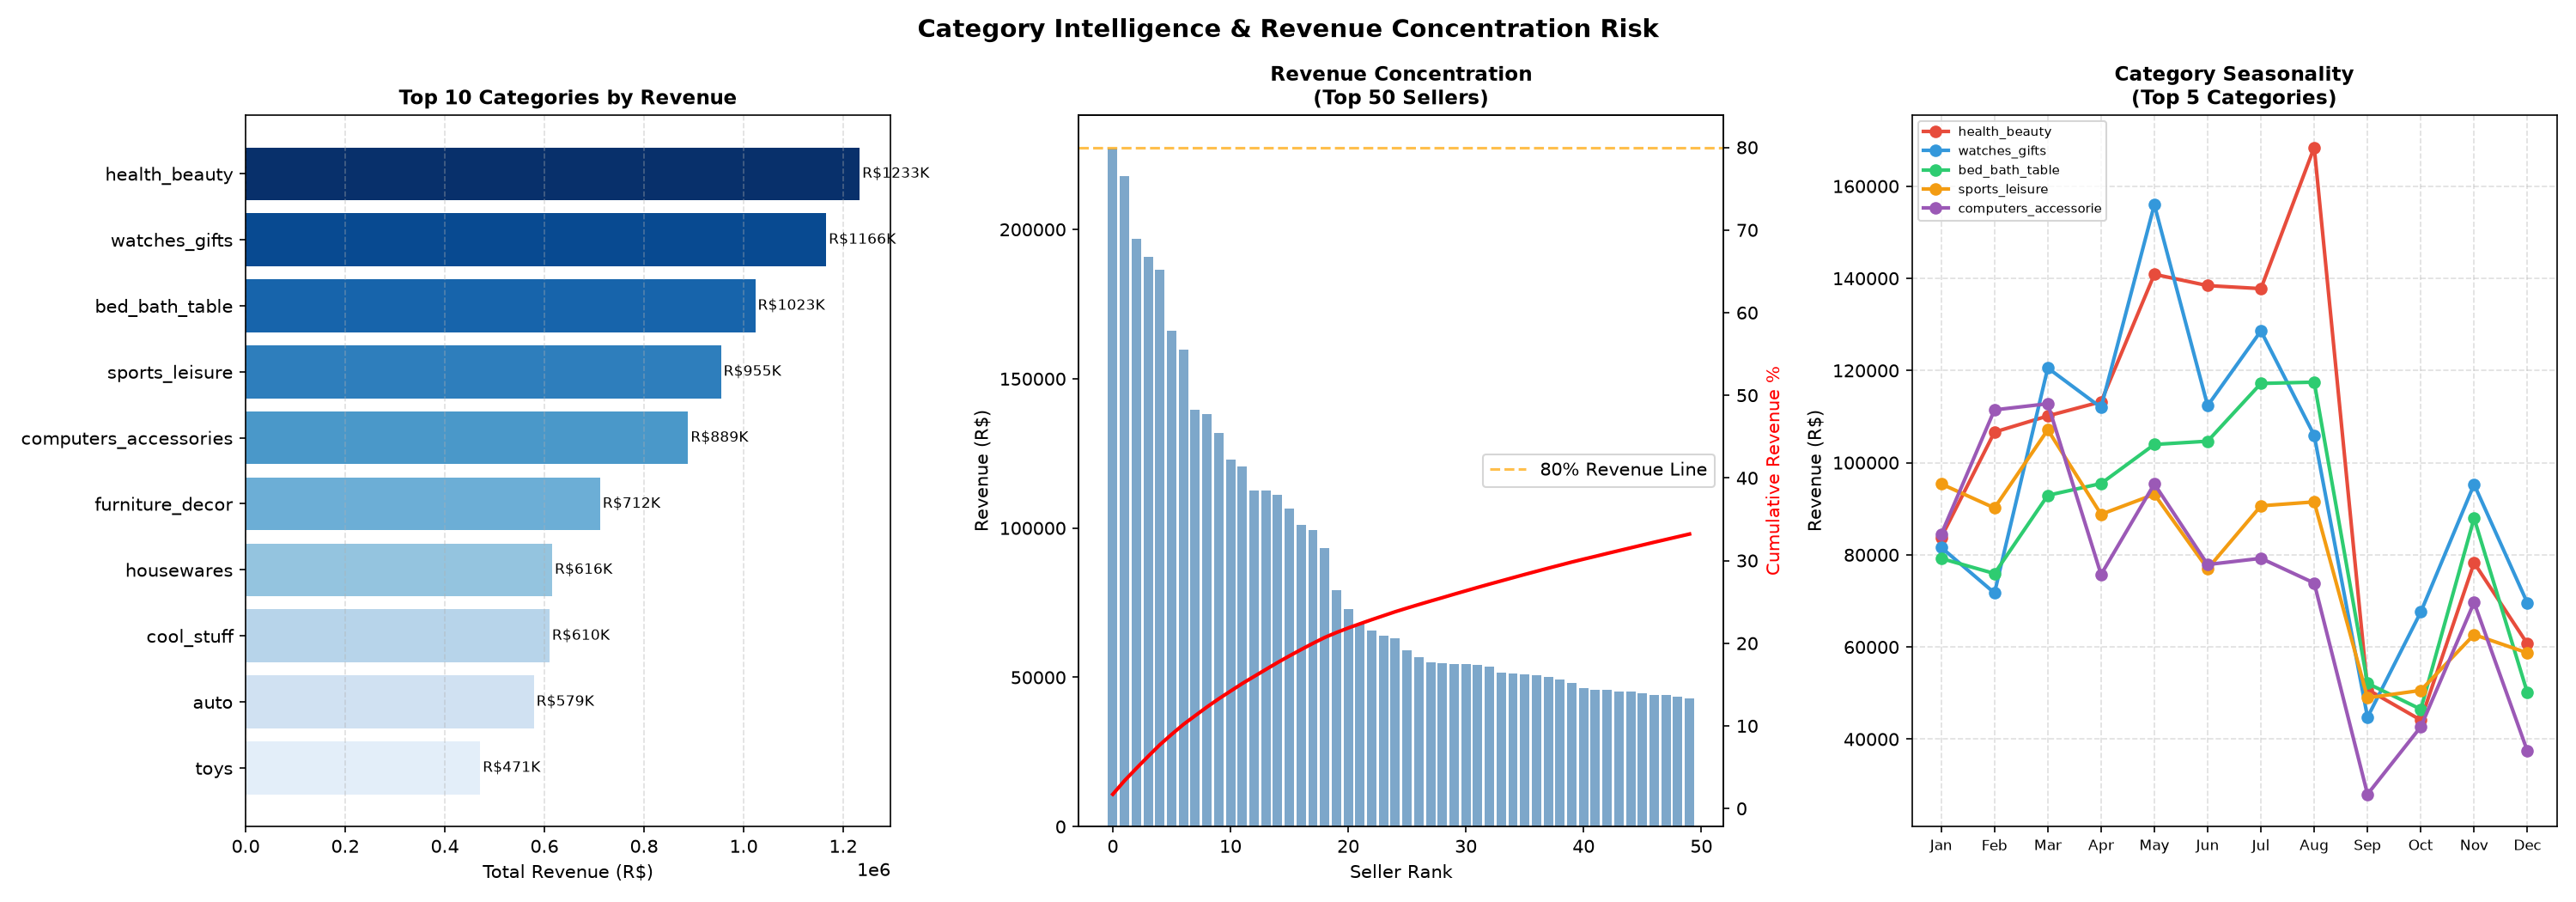 Category Intelligence & Revenue Concentration Risk
Top 10 Categories by Revenue
health_beauty
watches_gifts
bed_bath_table
sports_leisure
computers_accessories
furniture_decor
housewares
cool_stuff
auto
toys
R$1233K
R$1166K
R$1023K
R$955K
R$889K
R$712K
R$616K
R$610K
R$579K
R$471K
0.0 0.2 0.4 0.6 0.8 1.0 1.2
1e6
Total Revenue (R$)
Revenue Concentration
(Top 50 Sellers)
Revenue (R$)
200000
150000
100000
50000
0
0 10 20 30 40 50
Seller Rank
80% Revenue Line
80
70
60
50
40
30
20
10
0
Cumulative Revenue %
Category Seasonality
(Top 5 Categories)
health_beauty
watches_gifts
bed_bath_table
sports_leisure
computers_accessorie
Revenue (R$)
160000
140000
120000
100000
80000
60000
40000
Jan Feb Mar Apr May Jun Jul Aug Sep Oct Nov Dec